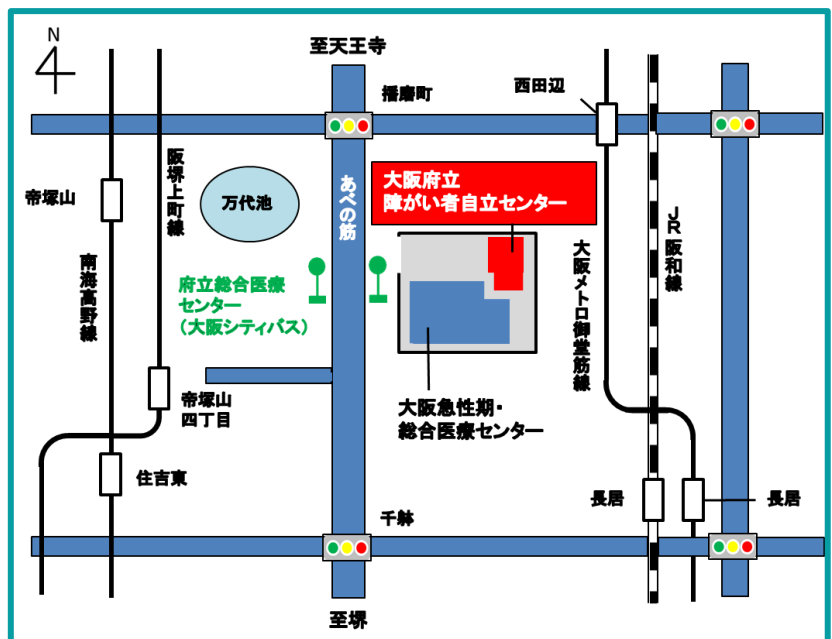 N
至天王寺
播磨町
西田辺
帝塚山
阪堺上町線
万代池
あべの筋
大阪府立
障がい者自立センター
JR阪和線
南海高野線
府立総合医療
センター
(大阪シティバス)
大阪メトロ御堂筋線
帝塚山
四丁目
大阪急性期・
総合医療センター
住吉東
長居
長居
千躰
至堺